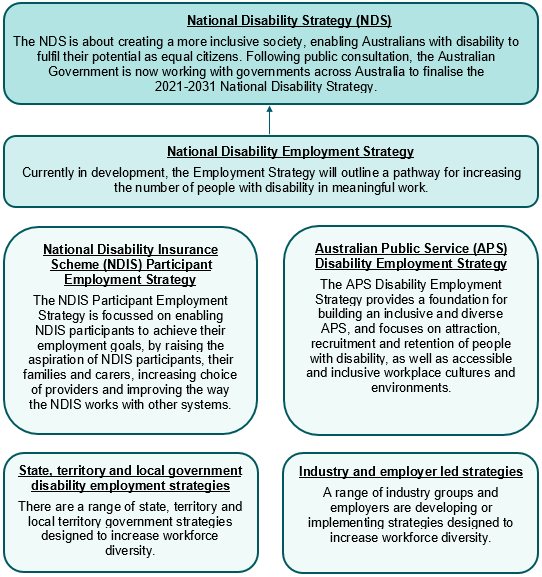 National Disability Strategy (NDS)
The NDS is about creating a more inclusive society, enabling Australians with disability to
fulfil their potential as equal citizens. Following public consultation, the Australian
Government is now working with governments across Australia to finalise the
2021-2031 National Disability Strategy.
National Disability Employment Strategy
Currently in development, the Employment Strategy will outline a pathway for increasing
the number of people with disability in meaningful work.
National Disability Insurance
Scheme (NDIS) Participant
Employment Strategy
The NDIS Participant Employment
Strategy is focussed on enabling
NDIS participants to achieve their
employment goals, by raising the
aspiration of NDIS participants, their
families and carers, increasing choice
of providers and improving the way
the NDIS works with other systems.
Australian Public Service (APS)
Disability Employment Strategy
The APS Disability Employment
Strategy provides a foundation for
building an inclusive and diverse
APS, and focuses on attraction,
recruitment and retention of people
with disability, as well as accessible
and inclusive workplace cultures and
environments.
State, territory and local government
disability employment strategies
There are a range of state, territory and
local territory government strategies
designed to increase workforce
diversity.
Industry and employer led strategies
A range of industry groups and
employers are developing or
implementing strategies designed to
increase workforce diversity.